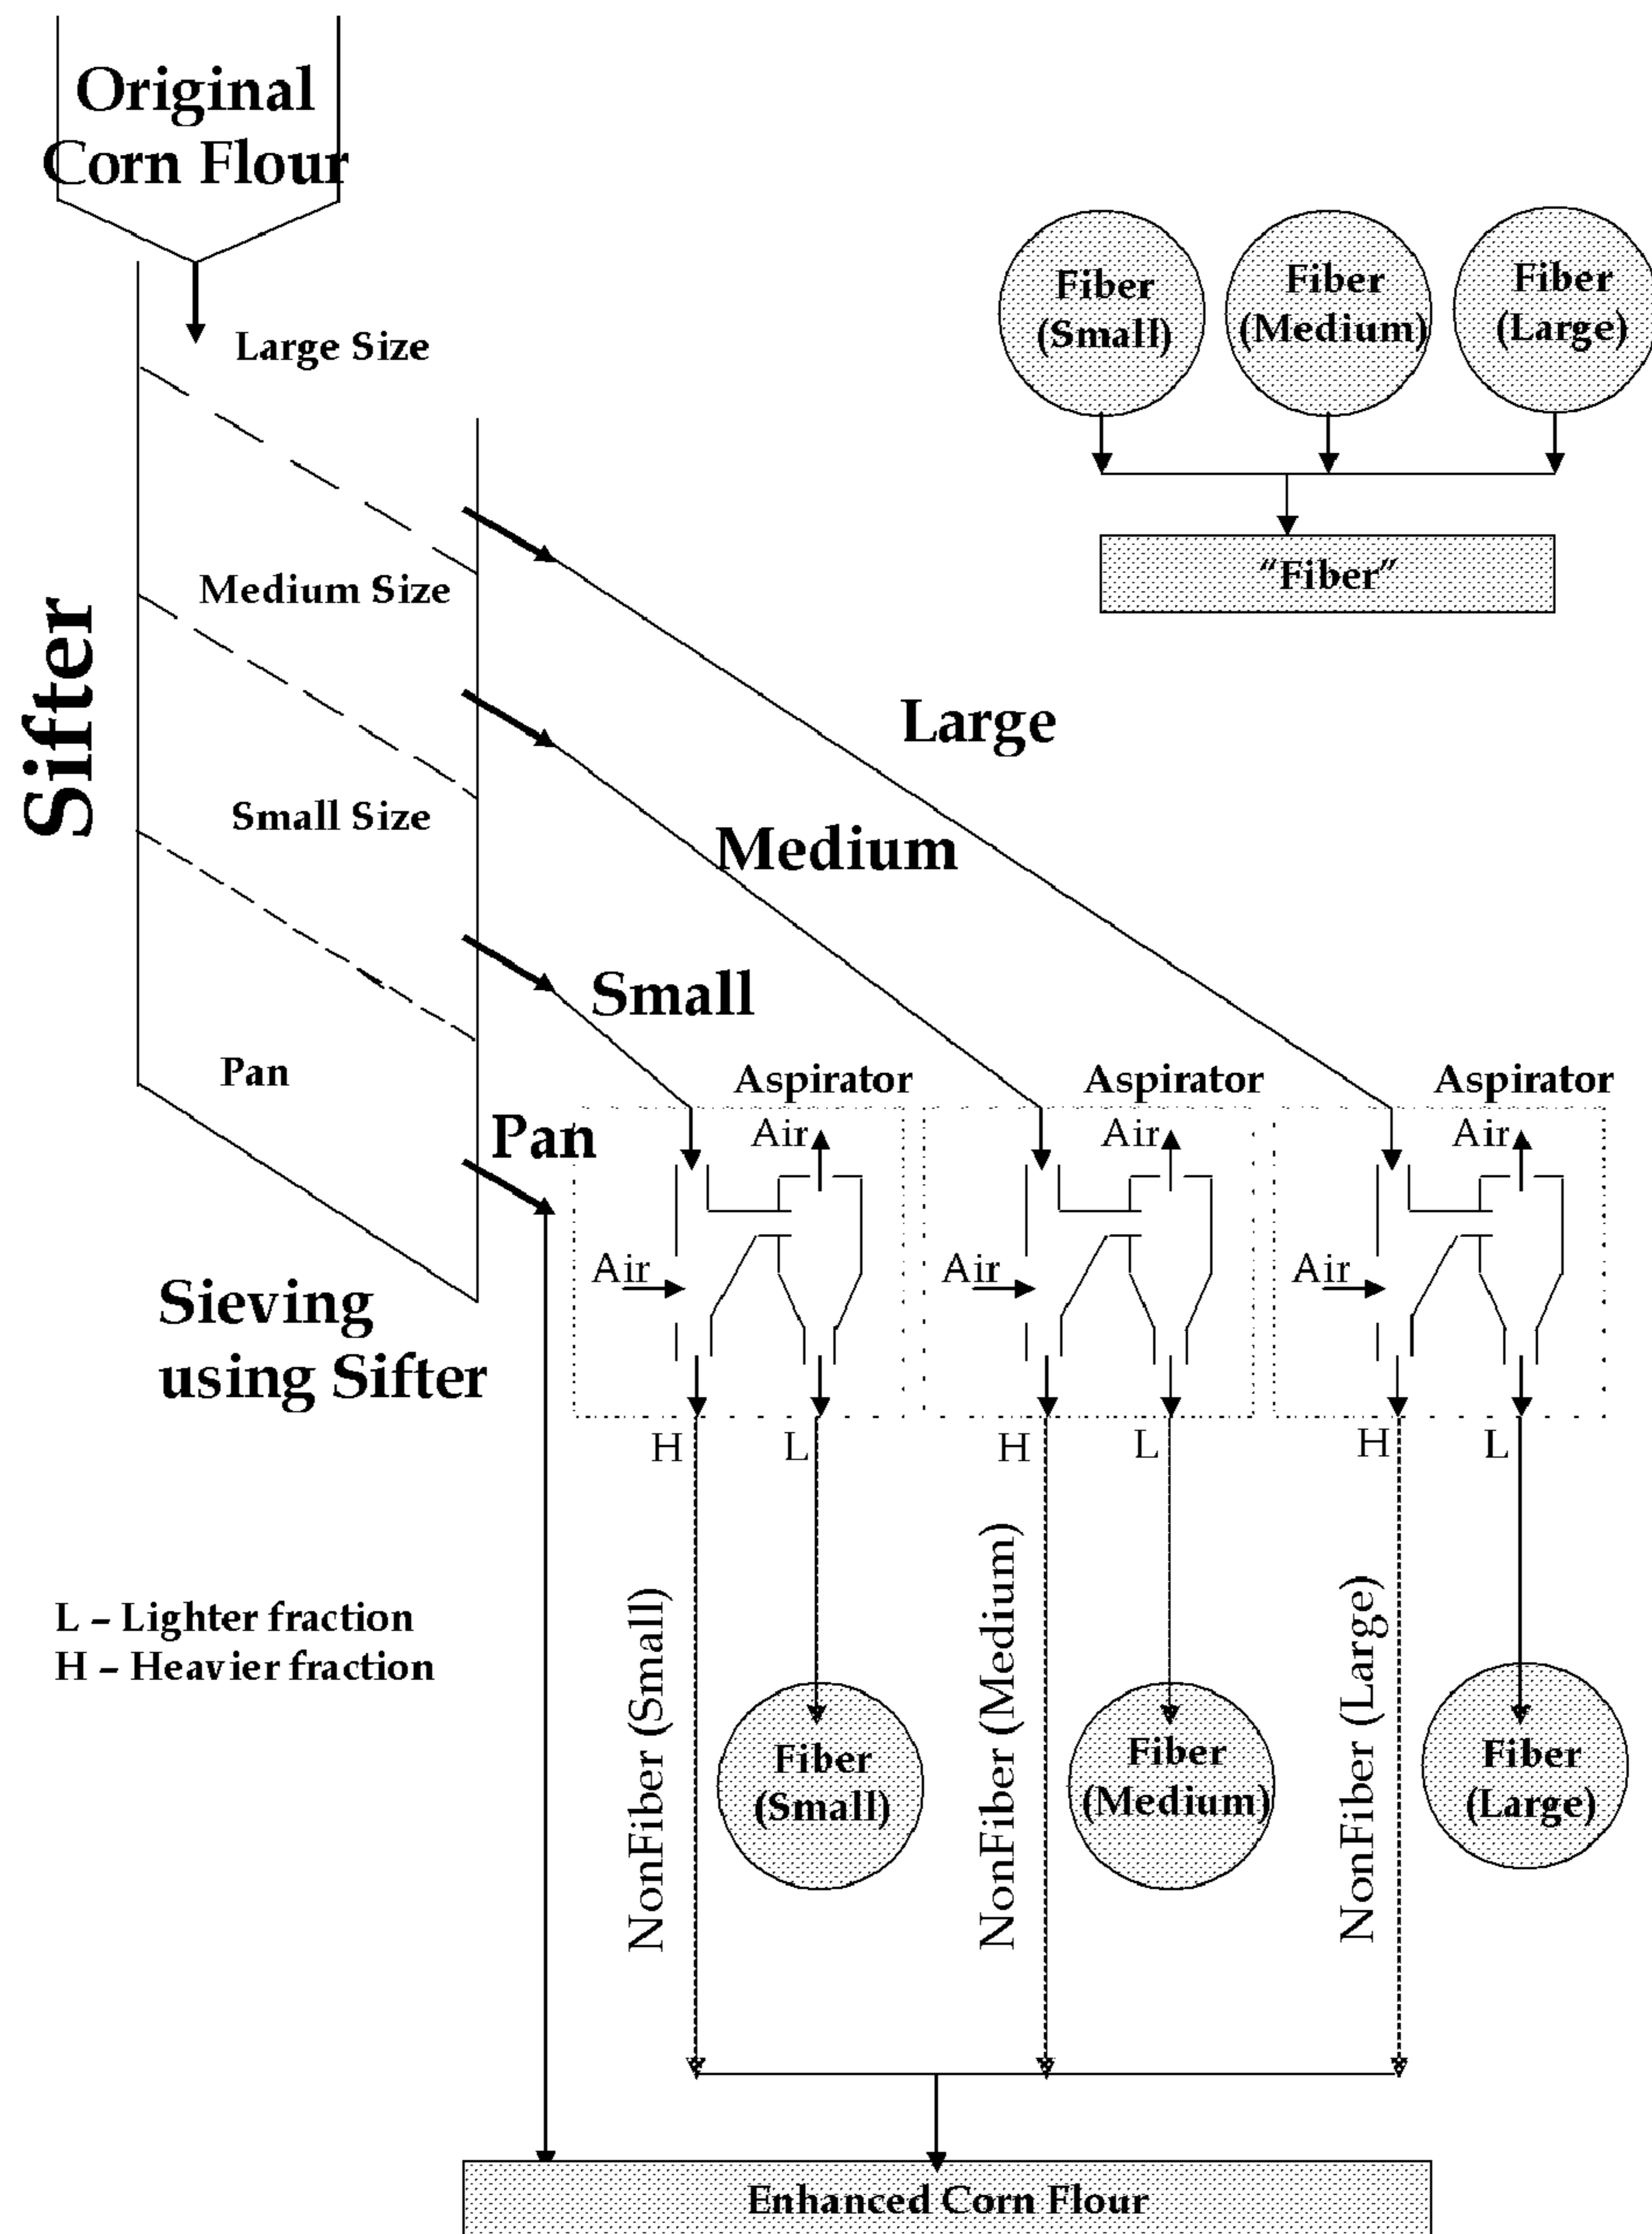 Original
Corn Flour
Large Size
Medium Size
Small Size
Pan
Sifter
Sieving
using Sifter
Fiber
(Small)
Fiber
(Medium)
Fiber
(Large)
“Fiber”
Large
Medium
Small
Pan
Aspirator
Air
Air
Aspirator
Air
Air
Aspirator
Air
Air
H
L
H
L
H
L
L – Lighter fraction
H – Heavier fraction
NonFiber (Small)
Fiber
(Small)
NonFiber (Medium)
Fiber
(Medium)
NonFiber (Large)
Fiber
(Large)
Enhanced Corn Flour